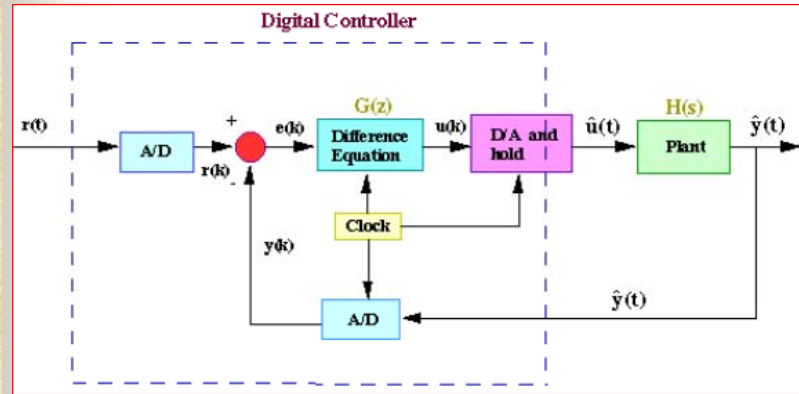 Digital Controller
G(z)
H(s)
r(t)
+
e(k)
Difference
Equation
u(k)
D/A and
hold
û(t)
Plant
ŷ(t)
A/D
r(k)
-
Clock
y(k)
A/D
ŷ(t)